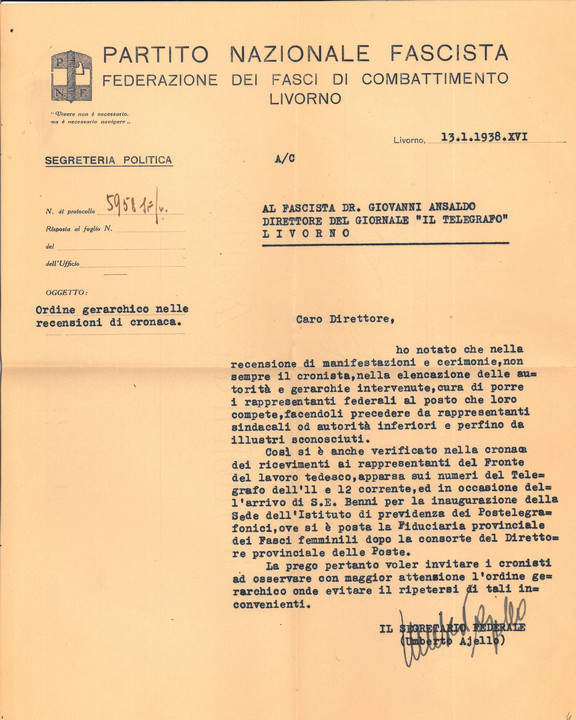 P N
N F
PARTITO NAZIONALE FASCISTA
FEDERAZIONE DEI FASCI DI COMBATTIMENTO
LIVORNO
"Vivere non è necessario,
ma è necessario navigare„
Livorno, 13.1.1938.XVI
SEGRETERIA POLITICA
A/C
N. di protocollo 5958
Risposta al foglio N.
del
dell'Ufficio
AL FASCISTA DR. GIOVANNI ANSALDO
DIRETTORE DEL GIORNALE "IL TELEGRAFO"
LIVORNO
OGGETTO:
Ordine gerarchico nelle
recensioni di cronaca.
Caro Direttore,
ho notato che nella
recensione di manifestazioni e cerimonie,non
sempre il cronista,nella elencazione delle au-
torità e gerarchie intervenute,cura di porre
i rappresentanti federali al posto che loro
compete,facendoli precedere da rappresentanti
sindacali od autorità inferiori e perfino da
illustri sconosciuti.
Così si è anche verificato nella cronaca
dei ricevimenti ai rappresentanti del Fronte
del lavoro tedesco,apparsa sui numeri del Tele-
grafo dell'11 e 12 corrente,ed in occasione del-
l'arrivo di S.E. Benni per la inaugurazione della
Sede dell'Istituto di previdenza dei Postelegra-
fonici,ove si è posta la Fiduciaria provinciale
dei Fasci femminili dopo la consorte del Diretto-
re provinciale delle Poste.
La prego pertanto voler invitare i cronisti
ad osservare con maggior attenzione l'ordine ge-
rarchico onde evitare il ripetersi di tali in-
convenienti.
IL SEGRETARIO FEDERALE
(Umberto Ajello)